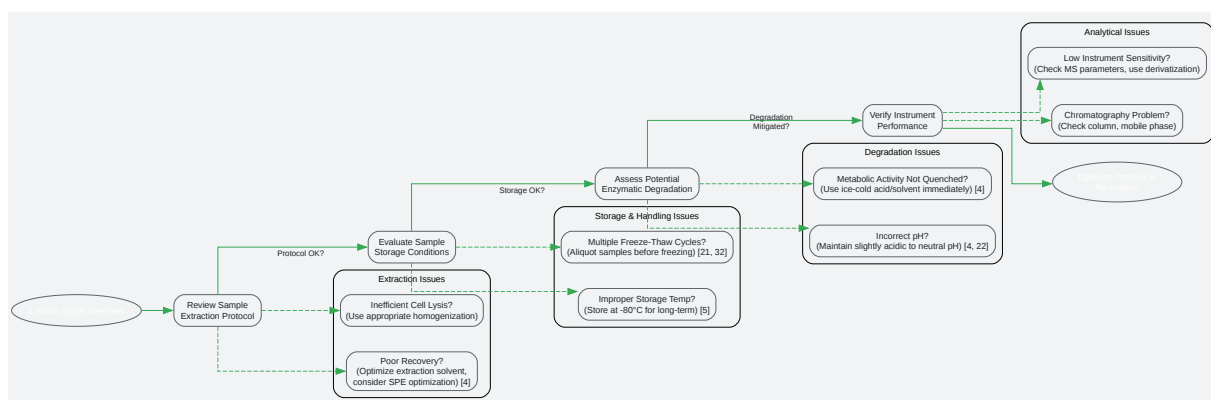 Analytical Issues
Low Instrument Sensitivity?
(Check MS parameters, use derivatization)
Degradation
Mitigated?
Verify Instrument
Performance
Chromatography Problem?
(Check column, mobile phase)
Degradation Issues
Assess Potential
Enzymatic Degradation
Metabolic Activity Not Quenched?
(Use ice-cold acid/solvent immediately) [4]
Storage OK?
Storage & Handling Issues
Incorrect pH?
(Maintain slightly acidic to neutral pH) [4, 22]
Evaluate Sample
Storage Conditions
Multiple Freeze-Thaw Cycles?
(Aliquot samples before freezing) [21, 32]
Protocol OK?
Extraction Issues
Improper Storage Temp?
(Store at -80°C for long-term) [5]
Review Sample
Extraction Protocol
Inefficient Cell Lysis?
(Use appropriate homogenization)
Poor Recovery?
(Optimize extraction solvent,
consider SPE optimization) [4]